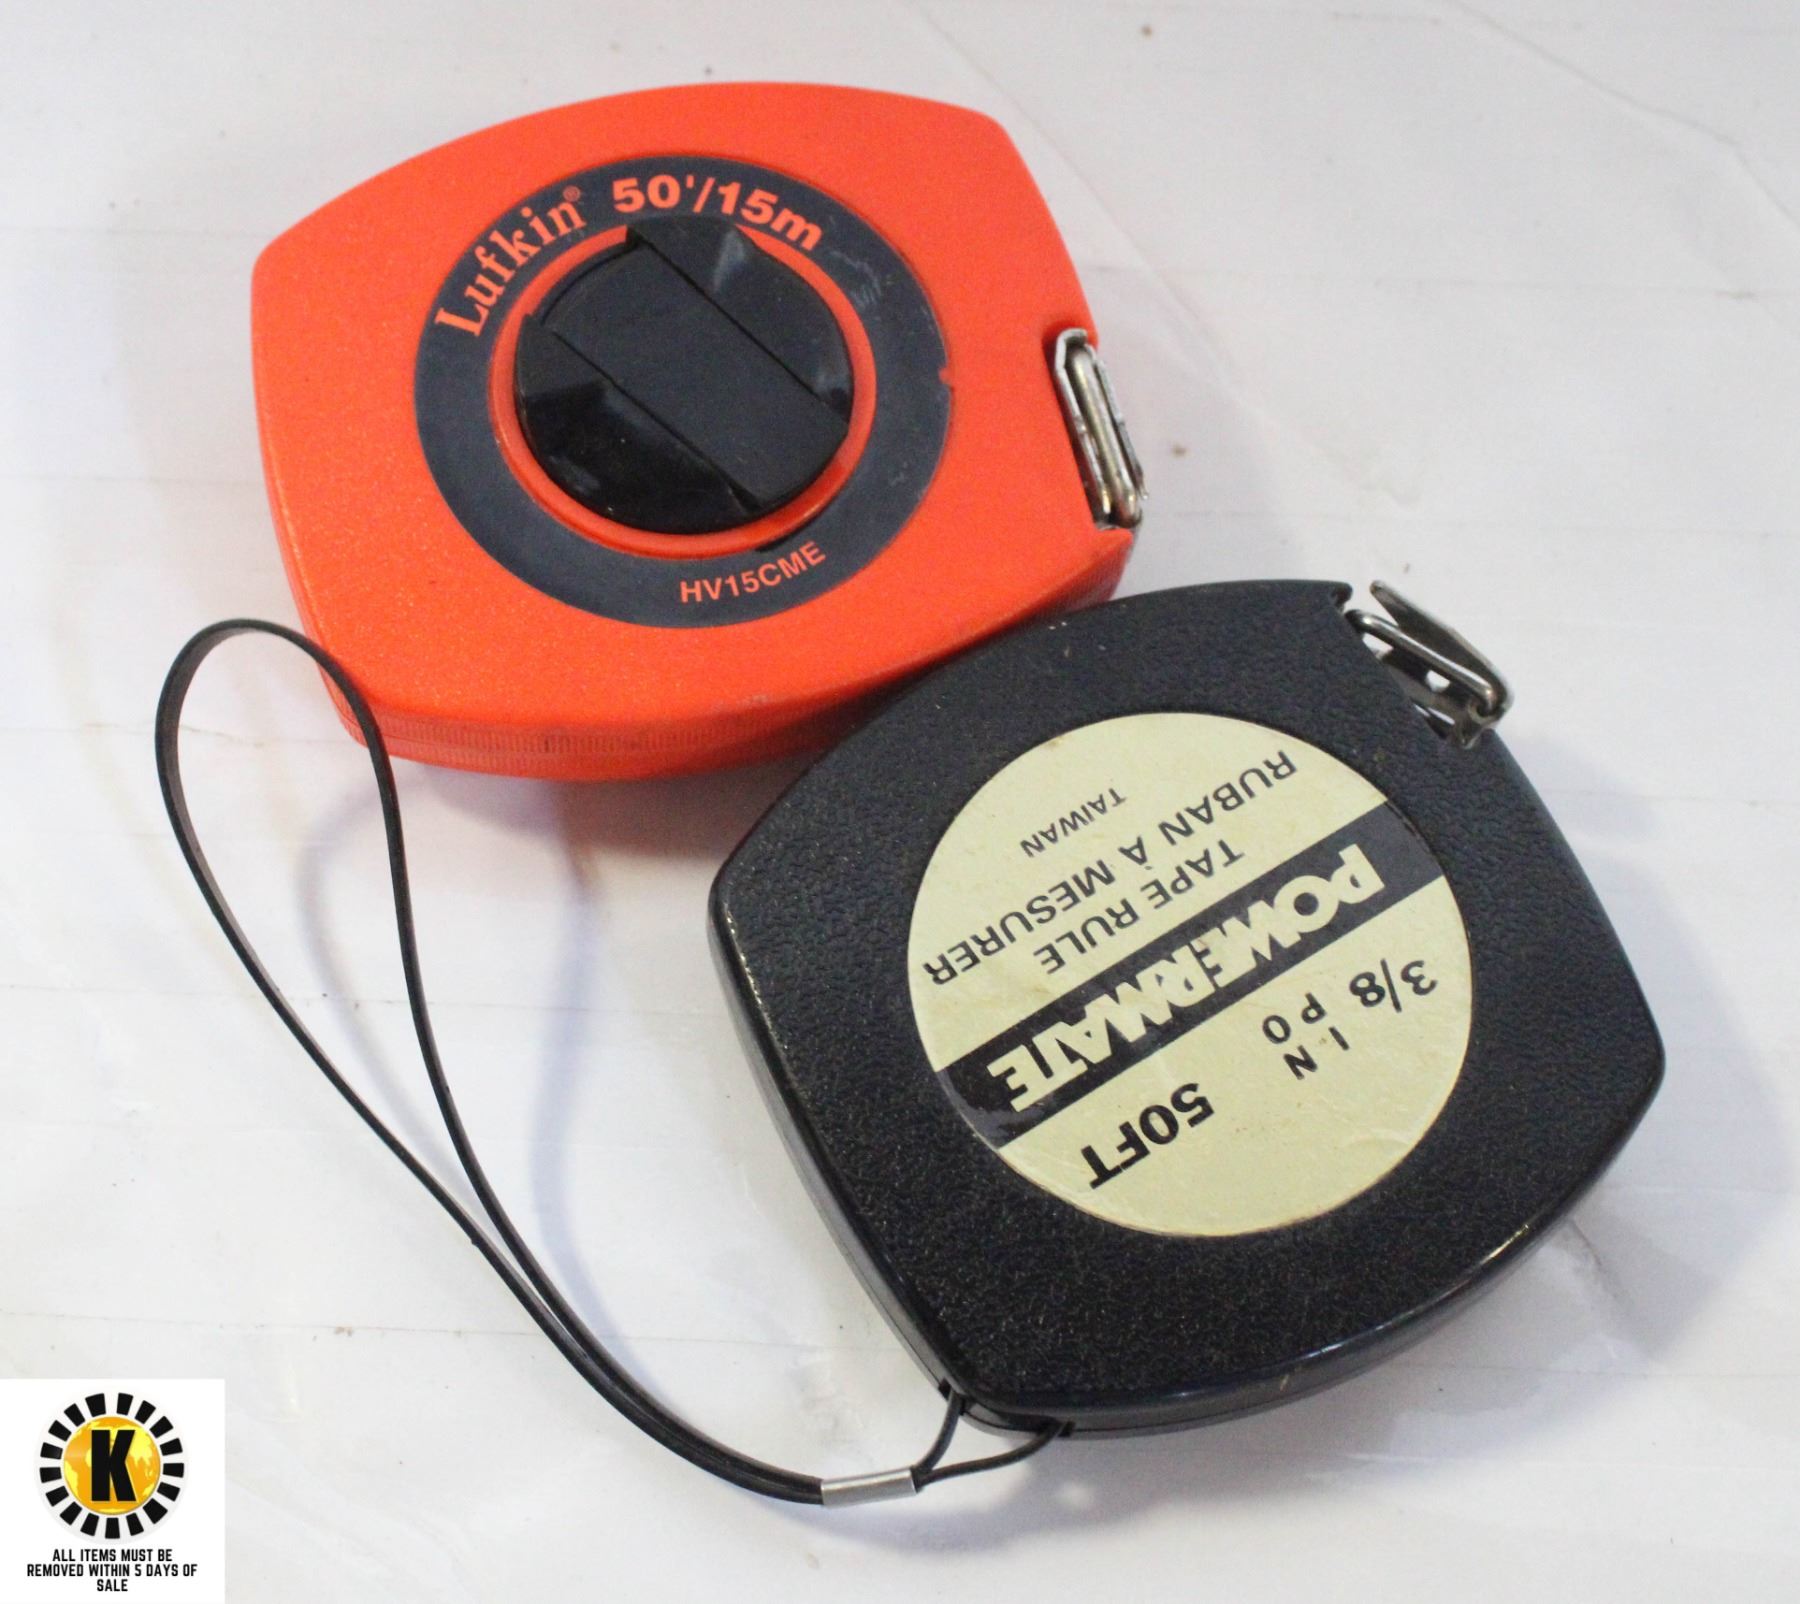 Lufkin® 50'/15m
HV15CME
RUBAN À MESURER
TAPE RULE
TAIWAN
POWERMATE
3/8 IN
PO
50FT
K
ALL ITEMS MUST BE
REMOVED WITHIN 5 DAYS OF
SALE